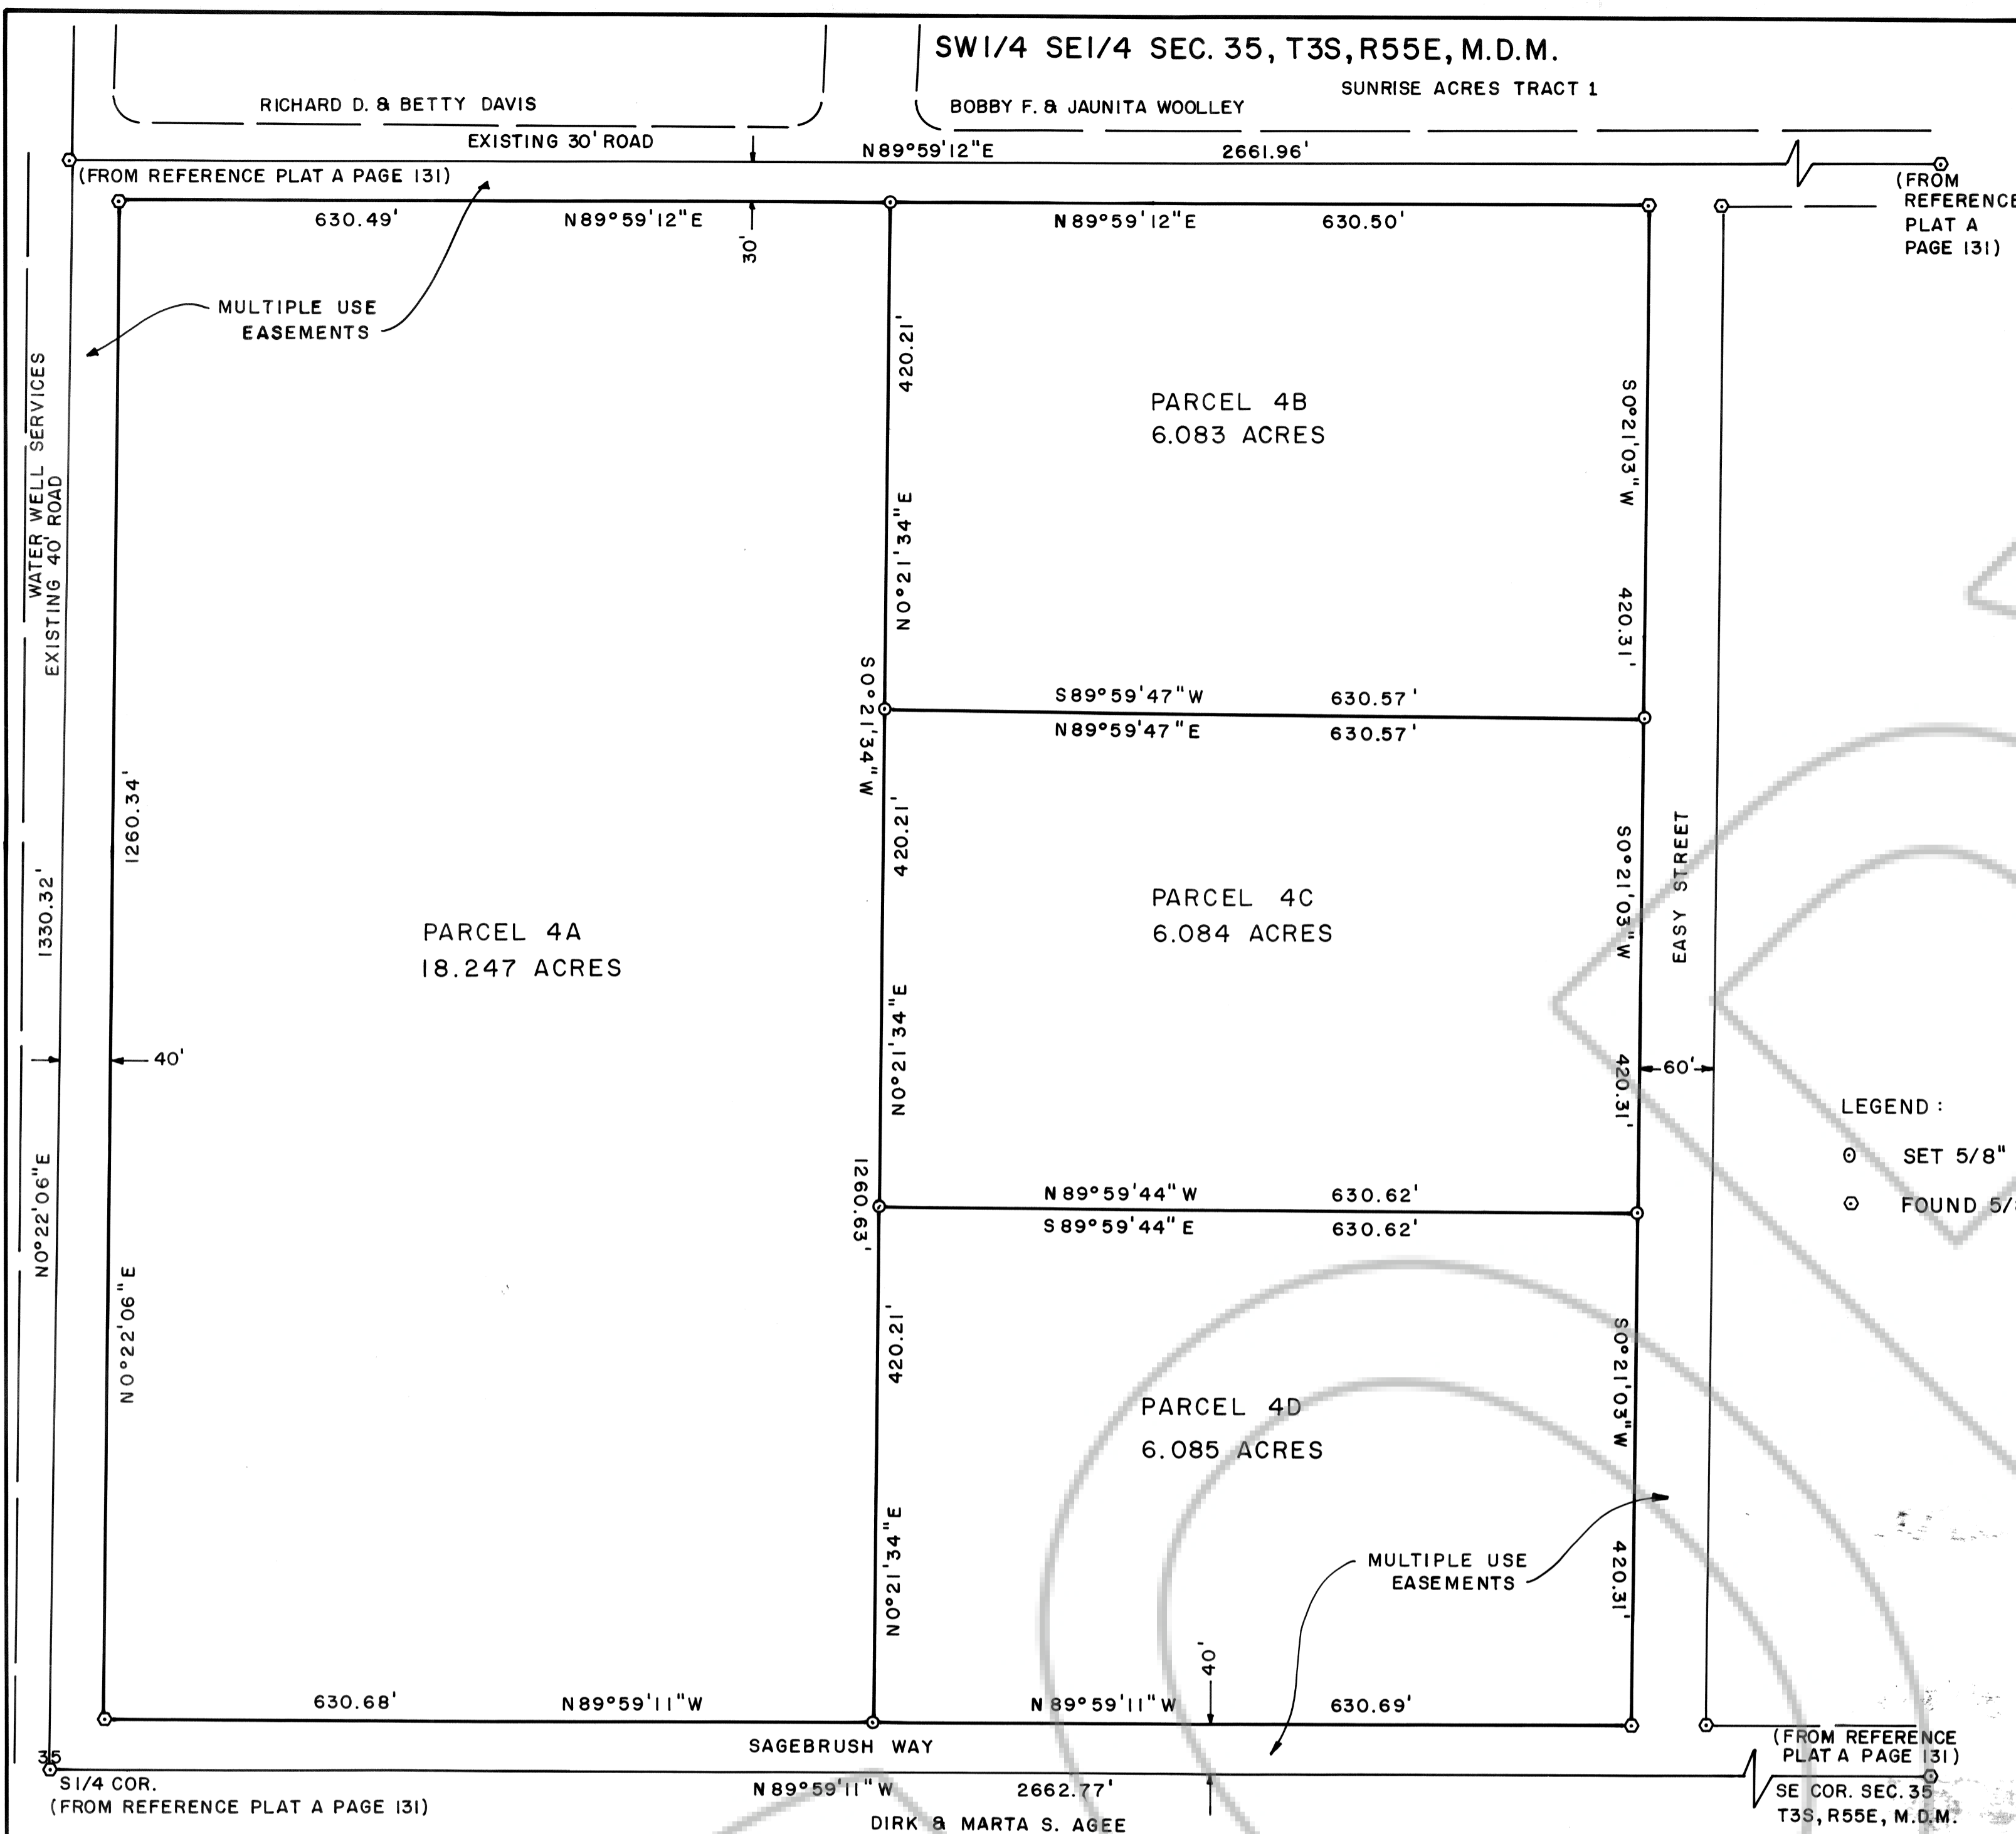 SW1/4 SE1/4 SEC. 35, T3S, R55E, M.D.M.
SUNRISE ACRES TRACT 1
RICHARD D. & BETTY DAVIS
BOBBY F. & JAUNITA WOOLLEY
EXISTING 30' ROAD
N89°59'12"E
2661.96'
(FROM REFERENCE PLAT A PAGE 131)
(FROM
REFERENCE
PLAT A
PAGE 131)
630.49'
N89°59'12"E
30'
N89°59'12"E
630.50'
MULTIPLE USE
EASEMENTS
WATER WELL SERVICES
EXISTING 40' ROAD
420.21'
N0°21'34"E
PARCEL 4B
6.083 ACRES
S0°21'03"W
420.31'
S0°21'34"W
S89°59'47"W
630.57'
N89°59'47"E
630.57'
1260.34'
1330.32'
420.21'
PARCEL 4A
18.247 ACRES
PARCEL 4C
6.084 ACRES
S0°21'03"W
EASY STREET
40'
N0°21'34"E
420.31'
60'
LEGEND:
SET 5/8"
FOUND 5/
N0°22'06"E
1260.63'
N89°59'44"W
630.62'
S89°59'44"E
630.62'
N0°22'06"E
420.21'
PARCEL 4D
6.085 ACRES
S0°21'03"W
N0°21'34"E
MULTIPLE USE
EASEMENTS
420.31'
40'
630.68'
N89°59'11"W
N89°59'11"W
630.69'
SAGEBRUSH WAY
(FROM REFERENCE
PLAT A PAGE 131)
35
S1/4 COR.
(FROM REFERENCE PLAT A PAGE 131)
N89°59'11"W
2662.77'
SE COR. SEC. 35
T3S, R55E, M.D.M.
DIRK & MARTA S. AGEE